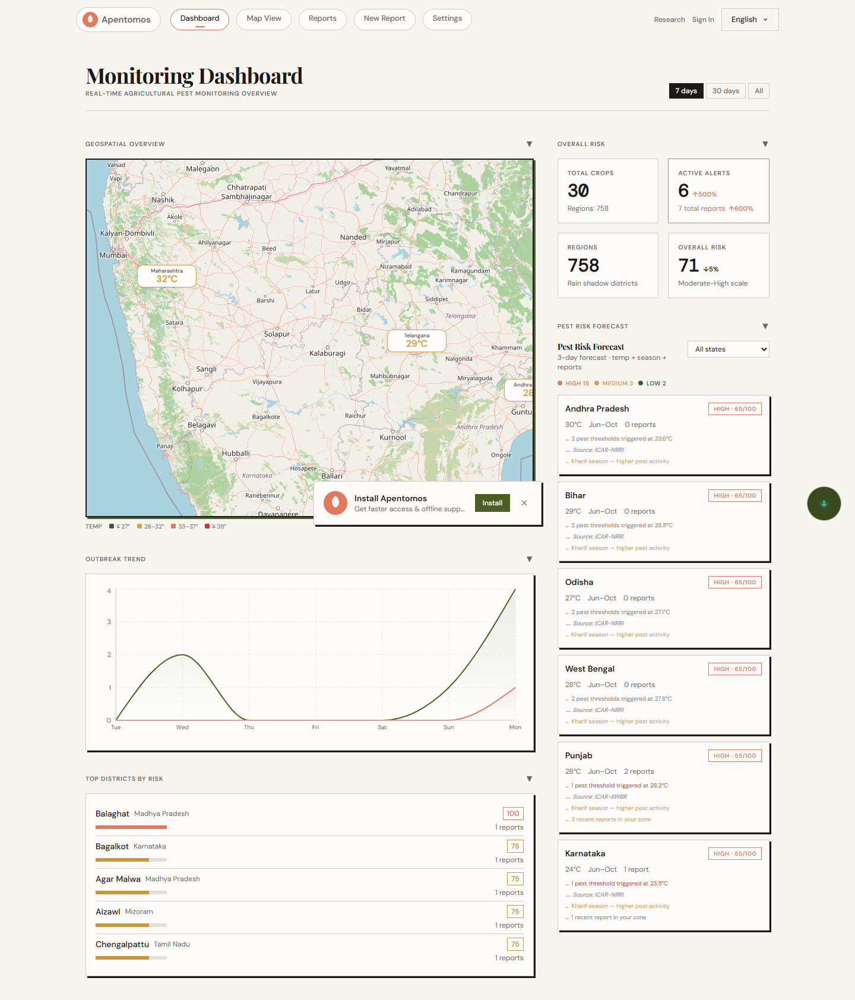 Apentomos
Dashboard
Map View
Reports
New Report
Settings
Research
Sign In
English
Monitoring Dashboard
REAL-TIME AGRICULTURAL PEST MONITORING OVERVIEW
7 days
30 days
All
GEOSPATIAL OVERVIEW
Valsad
Vapi
Malegaon
Yavatmal
Chhatrapati
Sambhajinagar
Nashik
Chandrapur
Akole
Adilabad
Kalyan-Dombivli
Ahilyanagar
Beed
Nanded
Mirjapur
Mumbai
Nizamabad
Ramagundam
Maharashtra
32°C
Karimnagar
Udgir
Latur
Barshi
Siddipet
Bidar
Telangana
Satara
Solapur
Telangana
29°C
Kalaburagi
Khammam
Nalgonda
Sangli
Vijayapura
Mahbubnagar
Miryalaguda
Kolhapur
Andhra
28
Bagalkote
Raichur
Guntu
Belagavi
Andhra Pradesh
Kurnool
Panaji
Hubballi
Ongole
Hosapete
Karnataka
Ballari
Ranebennur
Davanagere
Install Apentomos
Get faster access & offline supp...
Install
TEMP
≤ 27°
28–32°
33–37°
≥ 38°
OUTBREAK TREND
4
3
2
1
0
Tue
Wed
Thu
Fri
Sat
Sun
Mon
TOP DISTRICTS BY RISK
Balaghat Madhya Pradesh
100
1 reports
Bagalkot Karnataka
75
1 reports
Agar Malwa Madhya Pradesh
75
1 reports
Aizawl Mizoram
75
1 reports
Chengalpattu Tamil Nadu
75
1 reports
OVERALL RISK
TOTAL CROPS
30
Regions: 758
ACTIVE ALERTS
6 ↑500%
7 total reports ↑600%
REGIONS
758
Rain shadow districts
OVERALL RISK
71 ↓5%
Moderate-High scale
PEST RISK FORECAST
Pest Risk Forecast
3-day forecast · temp + season +
reports
All states
HIGH 15
MEDIUM 3
LOW 2
Andhra Pradesh
HIGH · 65/100
30°C Jun–Oct 0 reports
– 2 pest thresholds triggered at 29.6°C
– Source: ICAR-NRRI
– Kharif season — higher pest activity
Bihar
HIGH · 65/100
29°C Jun–Oct 0 reports
– 2 pest thresholds triggered at 28.8°C
– Source: ICAR-NRRI
– Kharif season — higher pest activity
Odisha
HIGH · 65/100
27°C Jun–Oct 0 reports
– 2 pest thresholds triggered at 27.1°C
– Source: ICAR-NRRI
– Kharif season — higher pest activity
West Bengal
HIGH · 65/100
28°C Jun–Oct 0 reports
– 2 pest thresholds triggered at 27.8°C
– Source: ICAR-NRRI
– Kharif season — higher pest activity
Punjab
HIGH · 55/100
28°C Jun–Oct 2 reports
– 1 pest threshold triggered at 28.2°C
– Source: ICAR-IIWBR
– Kharif season — higher pest activity
– 2 recent reports in your zone
Karnataka
HIGH · 55/100
24°C Jun–Oct 1 report
– 1 pest threshold triggered at 23.5°C
– Source: ICAR-NRRI
– Kharif season — higher pest activity
– 1 recent report in your zone